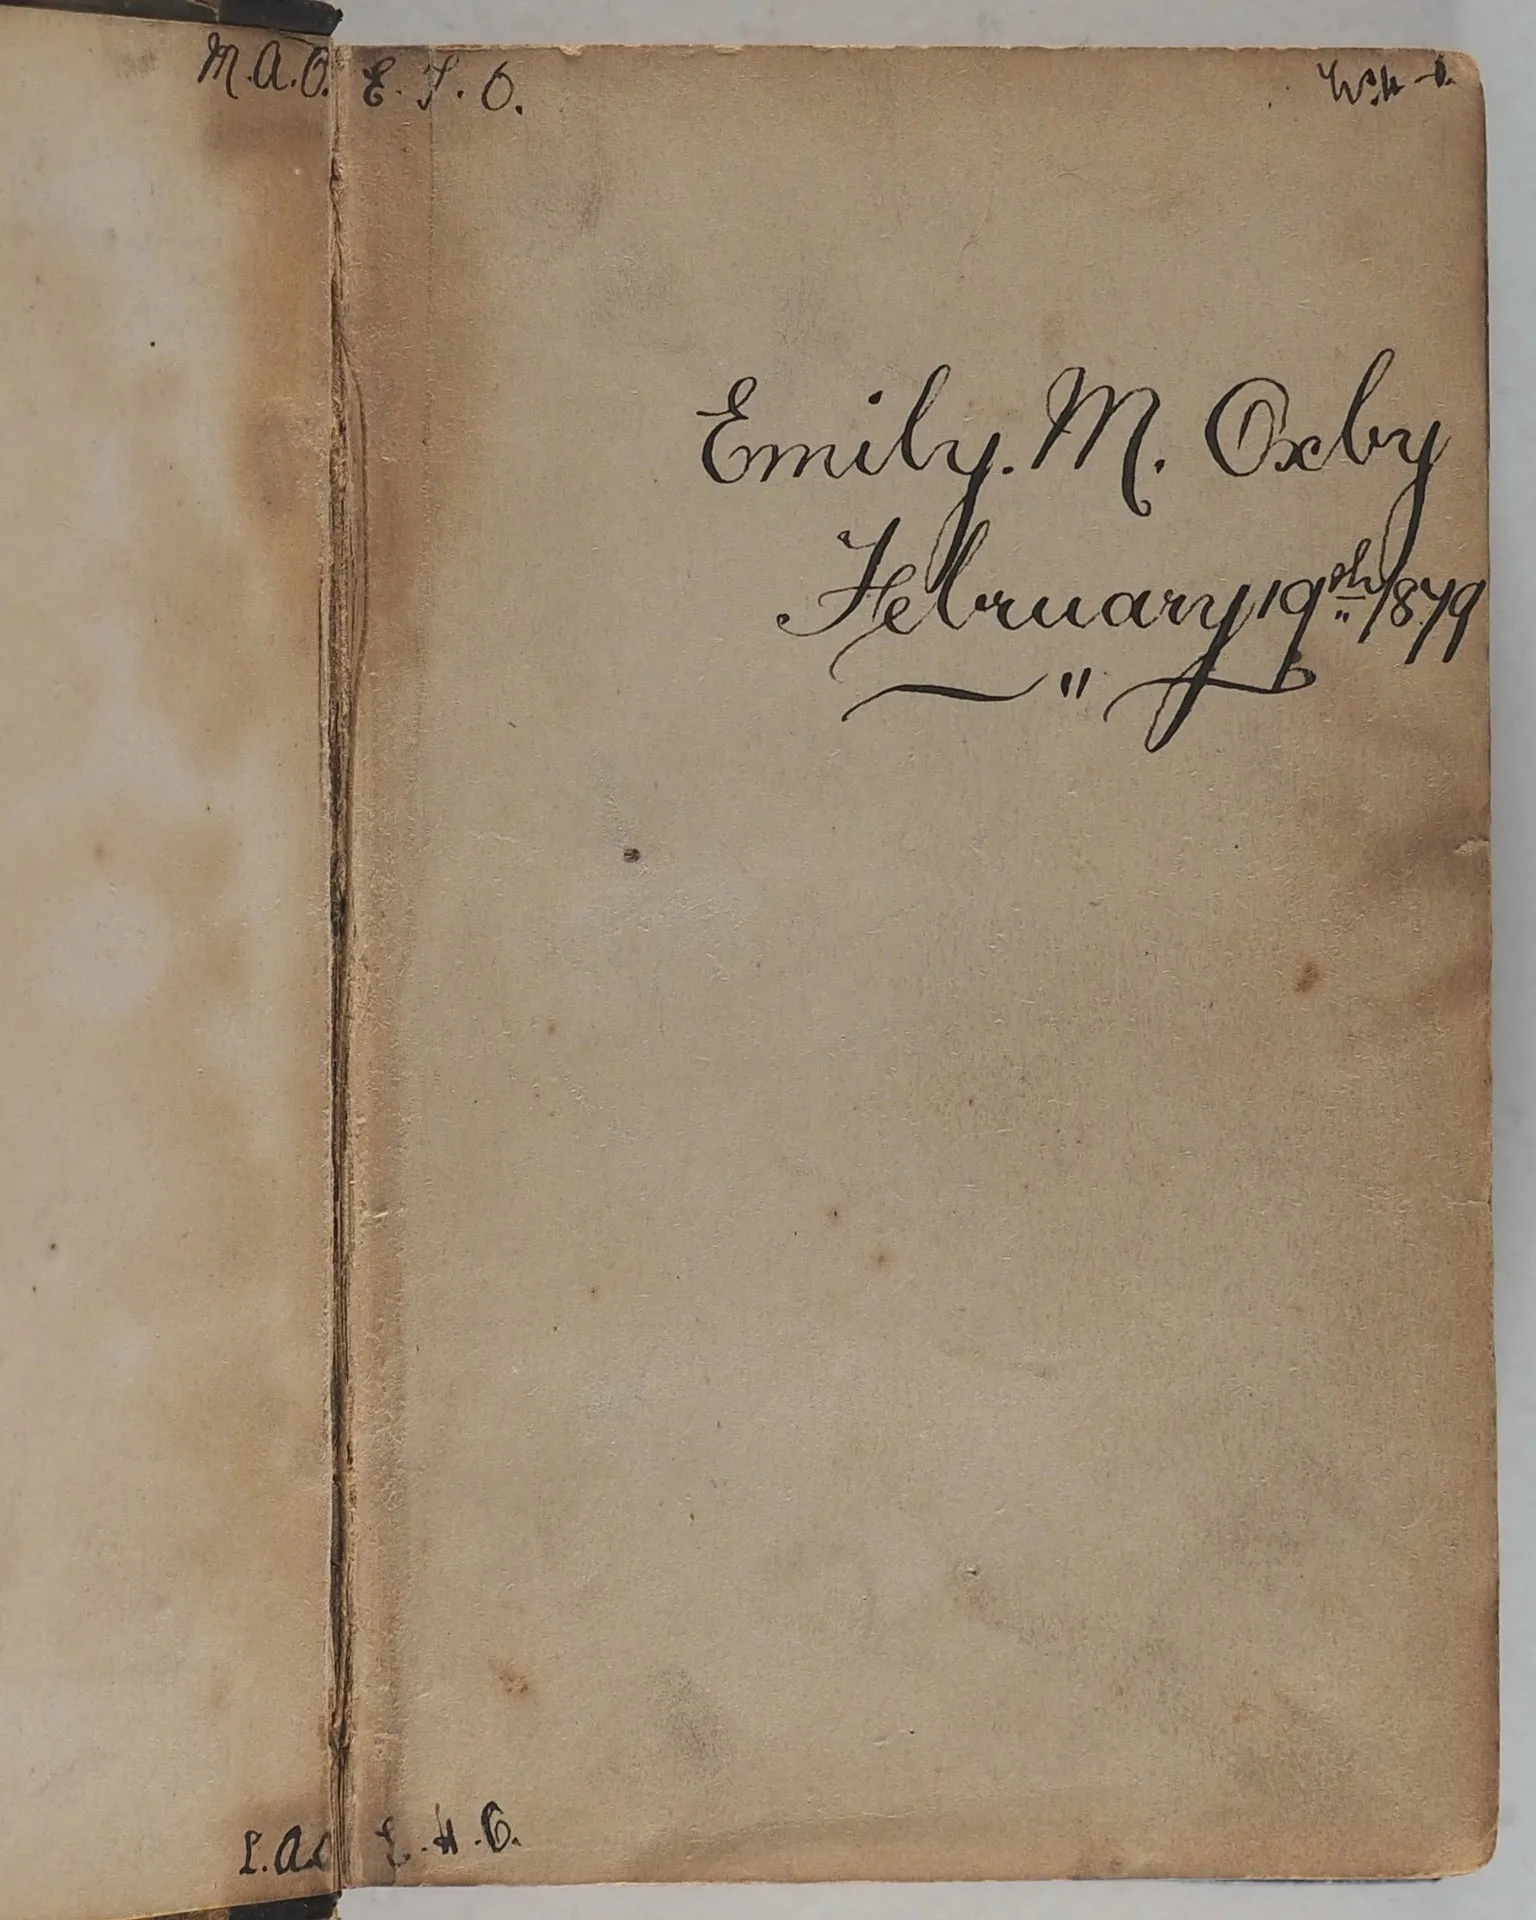 M.A.O.
E. F. O.
Emily. M. Oxby
February 19th 1879
"
E. H. O.